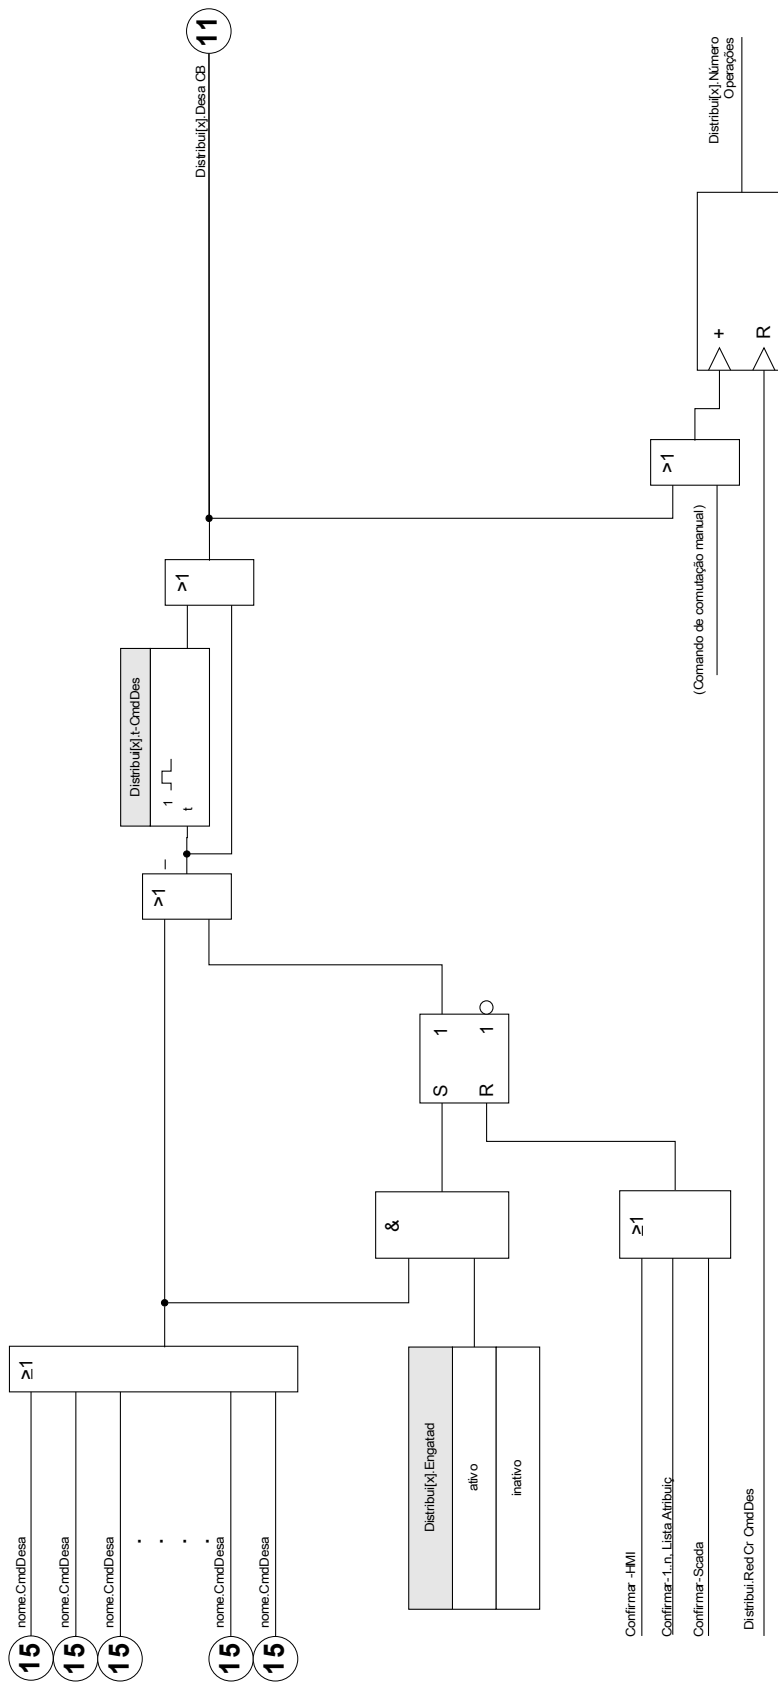 15
nome.CmdDesa
15
nome.CmdDesa
15
nome.CmdDesa
. . . .
15
nome.CmdDesa
15
nome.CmdDesa
≥1
Distribui[x].Engatad
ativo
inativo
&
S 1
R 1
Confirmar -HMI
Confirmar-1..n, Lista Atribuiç
Confirmar-Scada
≥1
Distribui.RedCr CmdDes
>1
Distribui[x].t-CmdDes
1
t
>1
Distribui[x].Desa CB
11
(Comando de comutação manual)
>1
+
R
Distribui[x].Número
Operações